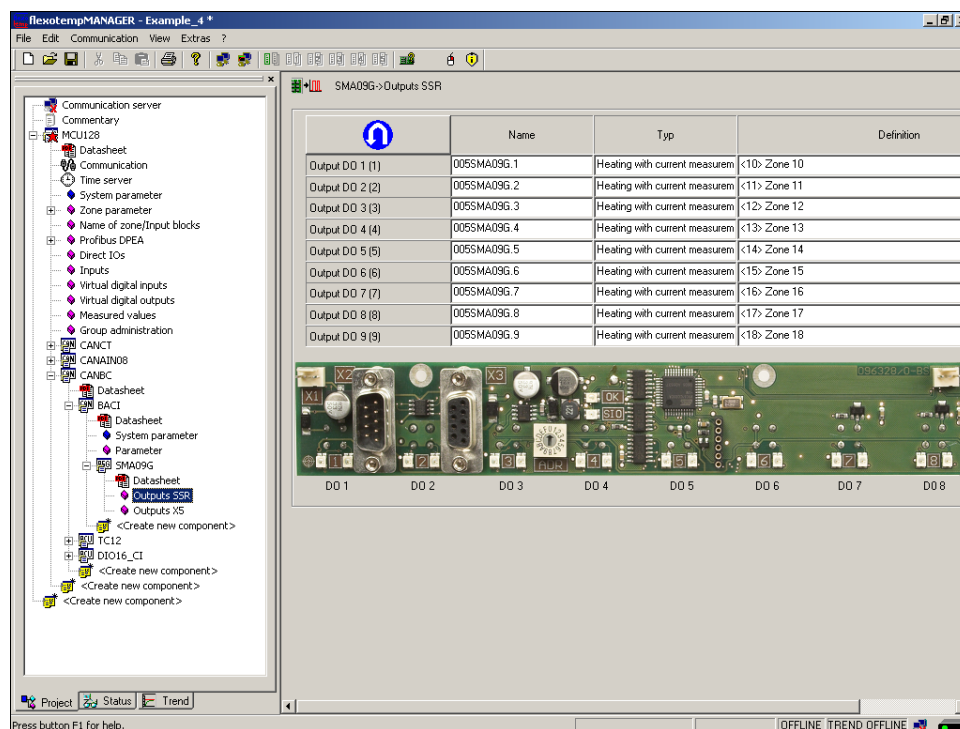 flexotempMANAGER - Example_4 *
File Edit Communication View Extras ?
SMA09G->Outputs SSR
Communication server
Commentary
MCU128
Datasheet
Communication
Time server
System parameter
Zone parameter
Name of zone/Input blocks
Profibus DPEA
Direct IOs
Inputs
Virtual digital inputs
Virtual digital outputs
Measured values
Group administration
CANCT
CANAIN08
CANBC
Datasheet
BACI
Datasheet
System parameter
Parameter
SMA09G
Datasheet
Outputs SSR
Outputs X5
<Create new component>
TC12
DIO16_CI
<Create new component>
<Create new component>
<Create new component>
Name Typ Definition
Output DO 1 (1) 005SMA09G.1 Heating with current measurem <10> Zone 10
Output DO 2 (2) 005SMA09G.2 Heating with current measurem <11> Zone 11
Output DO 3 (3) 005SMA09G.3 Heating with current measurem <12> Zone 12
Output DO 4 (4) 005SMA09G.4 Heating with current measurem <13> Zone 13
Output DO 5 (5) 005SMA09G.5 Heating with current measurem <14> Zone 14
Output DO 6 (6) 005SMA09G.6 Heating with current measurem <15> Zone 15
Output DO 7 (7) 005SMA09G.7 Heating with current measurem <16> Zone 16
Output DO 8 (8) 005SMA09G.8 Heating with current measurem <17> Zone 17
Output DO 9 (9) 005SMA09G.9 Heating with current measurem <18> Zone 18
X2 X3
X1
OK
SIO
1 2 3 ADR 4 5 6 7 8
DO 1 DO 2 DO 3 DO 4 DO 5 DO 6 DO 7 DO 8
Project Status Trend
Press button F1 for help. OFFLINE TREND OFFLINE